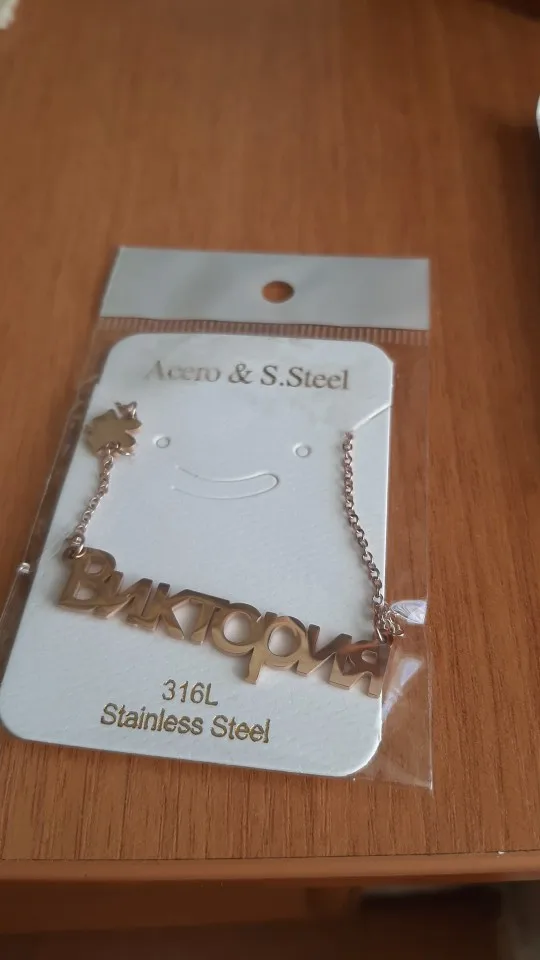 Acero & S.Steel
Виктория
316L
Stainless Steel